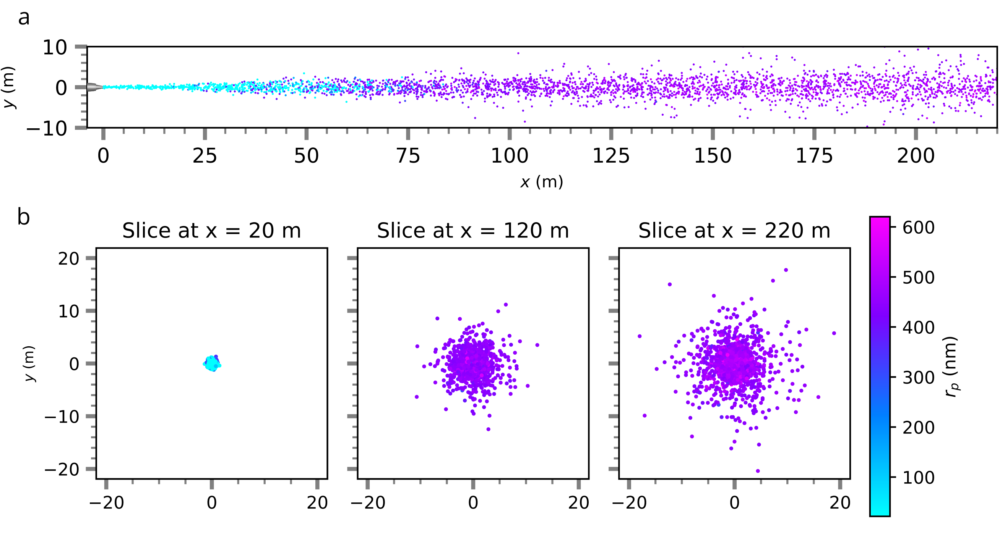 a
10
0
−10
y (m)
0 25 50 75 100 125 150 175 200
x (m)
b
Slice at x = 20 m Slice at x = 120 m Slice at x = 220 m
20
10
0
−10
−20
y (m)
−20 0 20 −20 0 20 −20 0 20
600
500
400
300
200
100
rp (nm)